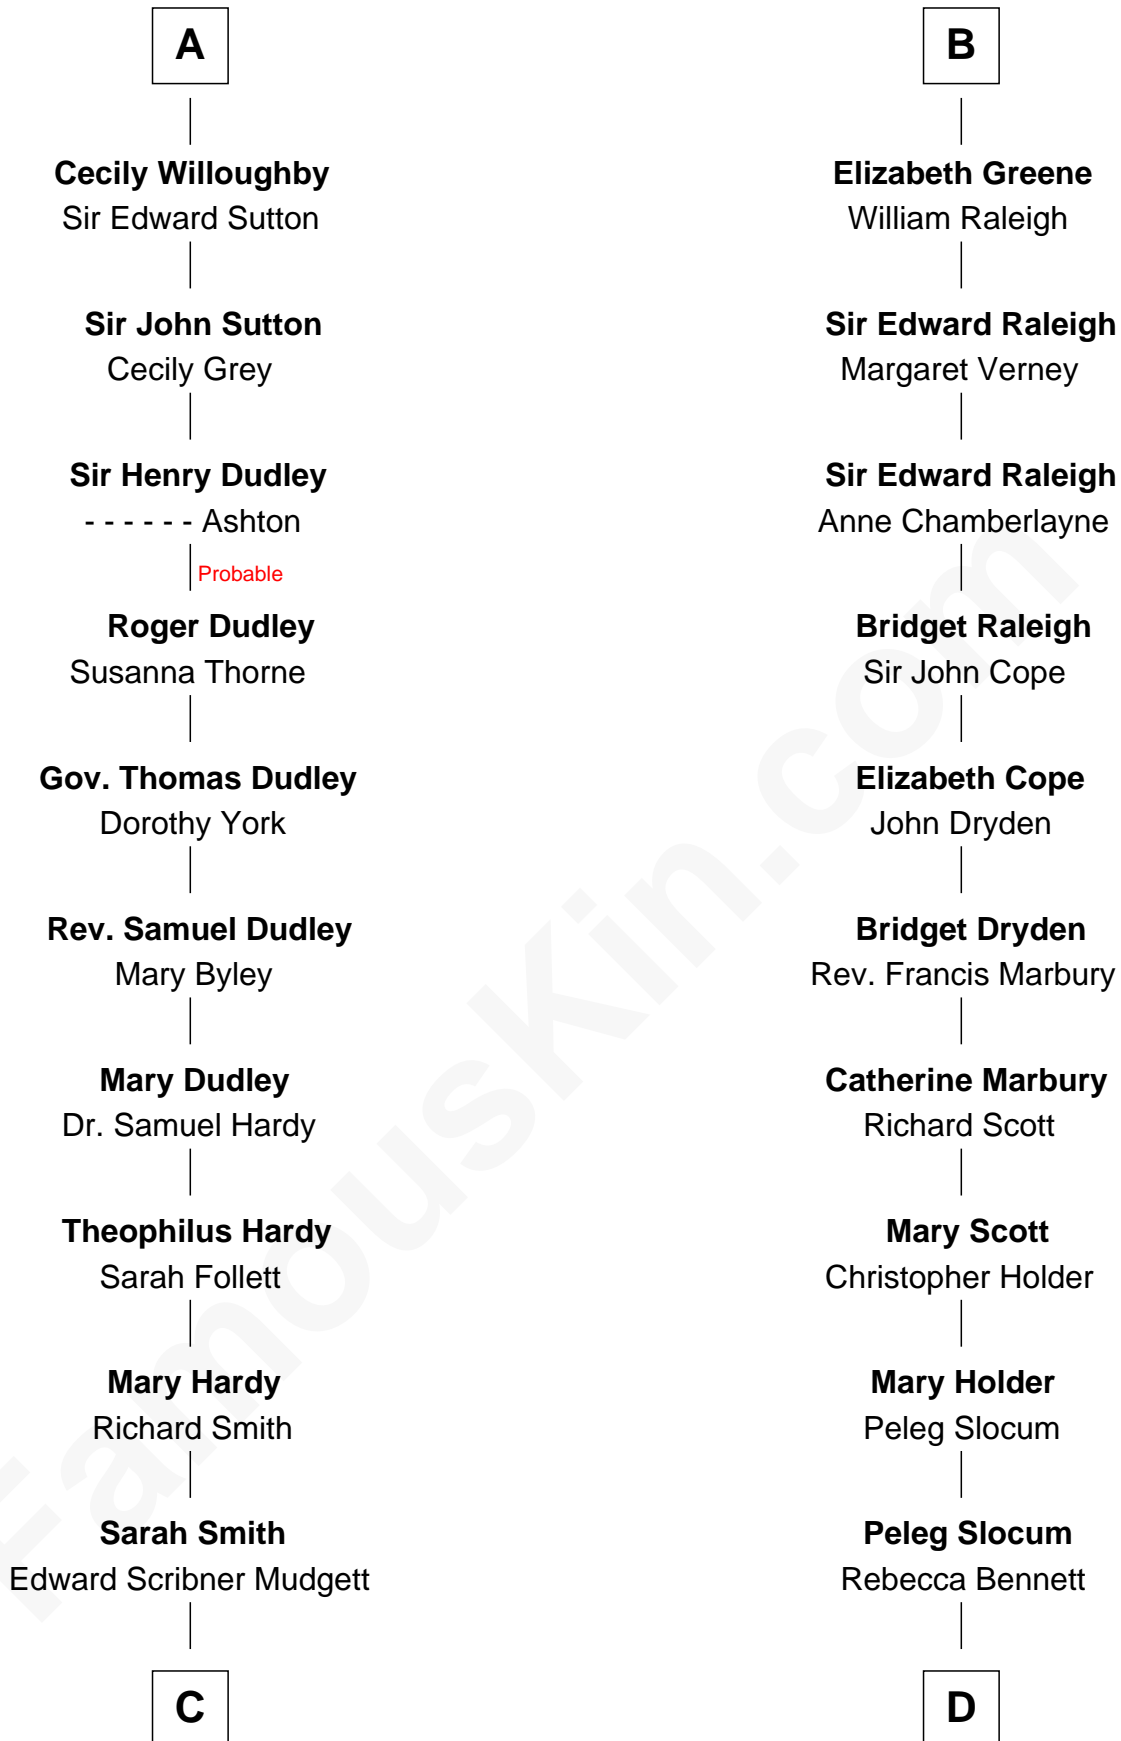 A
Cecily Willoughby
Sir Edward Sutton
Sir John Sutton
Cecily Grey
Sir Henry Dudley
- - - - - - Ashton
Probable
Roger Dudley
Susanna Thorne
Gov. Thomas Dudley
Dorothy York
Rev. Samuel Dudley
Mary Byley
Mary Dudley
Dr. Samuel Hardy
Theophilus Hardy
Sarah Follett
Mary Hardy
Richard Smith
Sarah Smith
Edward Scribner Mudgett
C
B
Elizabeth Greene
William Raleigh
Sir Edward Raleigh
Margaret Verney
Sir Edward Raleigh
Anne Chamberlayne
Bridget Raleigh
Sir John Cope
Elizabeth Cope
John Dryden
Bridget Dryden
Rev. Francis Marbury
Catherine Marbury
Richard Scott
Mary Scott
Christopher Holder
Mary Holder
Peleg Slocum
Peleg Slocum
Rebecca Bennett
D
FamousKin.com